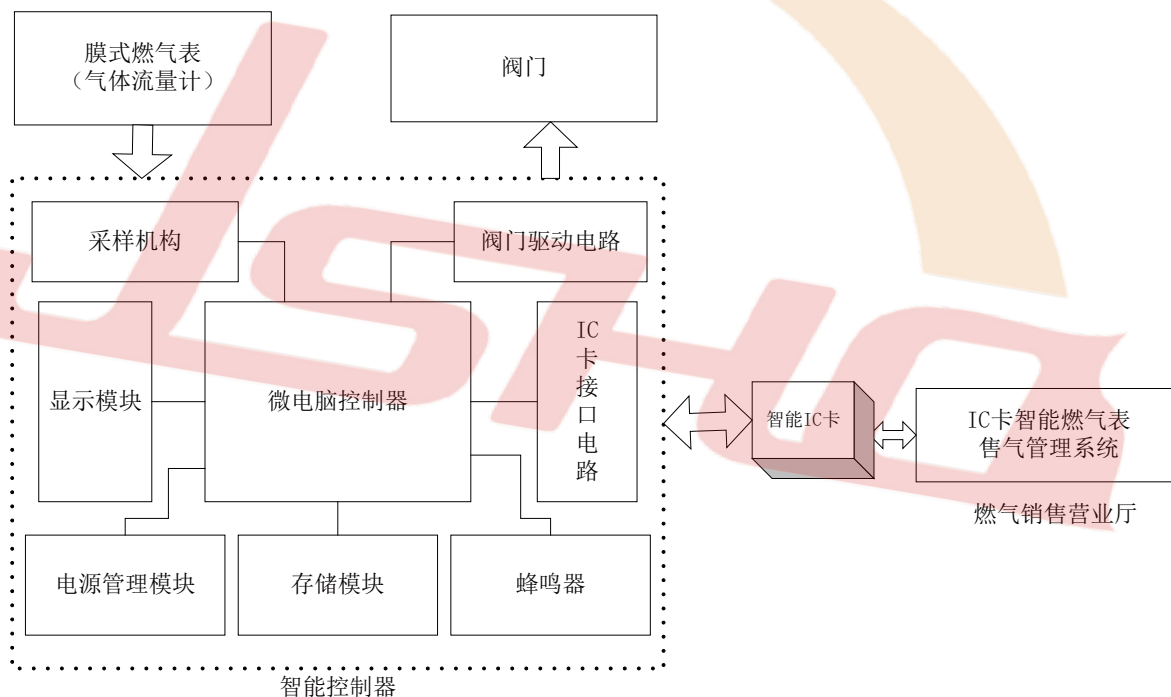 膜式燃气表
（气体流量计）
阀门
采样机构
阀门驱动电路
显示模块
微电脑控制器
IC
卡
接
口
电
路
智能IC卡
IC卡智能燃气表
售气管理系统
燃气销售营业厅
电源管理模块
存储模块
蜂鸣器
智能控制器